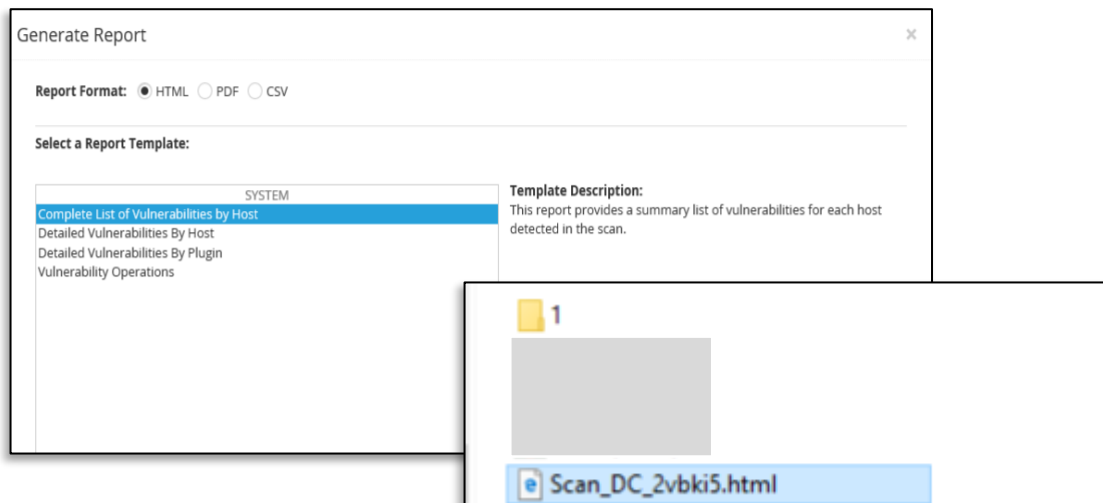 Generate Report
×
Report Format: HTML PDF CSV
Select a Report Template:
SYSTEM
Complete List of Vulnerabilities by Host
Detailed Vulnerabilities By Host
Detailed Vulnerabilities By Plugin
Vulnerability Operations
Template Description:
This report provides a summary list of vulnerabilities for each host
detected in the scan.
1
Scan_DC_2vbki5.html